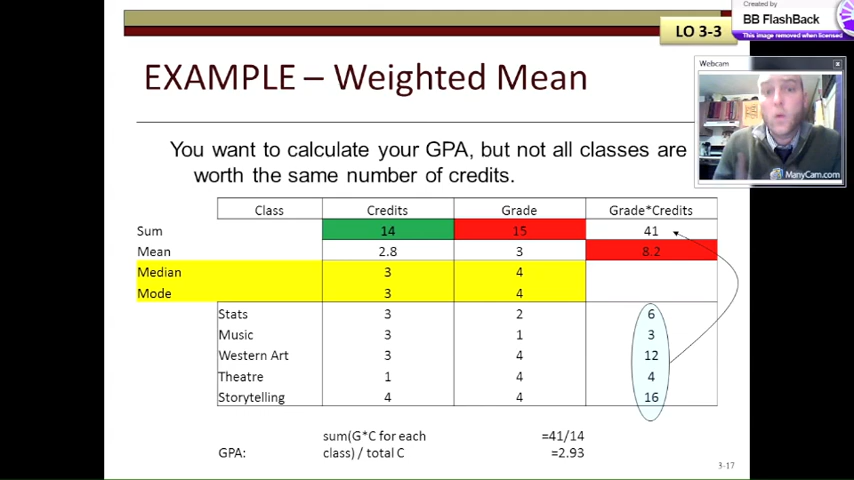 Created by
BB FlashBack
This image removed when licensed
LO 3-3
EXAMPLE – Weighted Mean
Webcam
ManyCam.com
You want to calculate your GPA, but not all classes are
worth the same number of credits.
Class Credits Grade Grade*Credits
Sum 14 15 41
Mean 2.8 3 8.2
Median 3 4
Mode 3 4
Stats 3 2 6
Music 3 1 3
Western Art 3 4 12
Theatre 1 4 4
Storytelling 4 4 16
sum(G*C for each =41/14
GPA: class) / total C =2.93
3-17